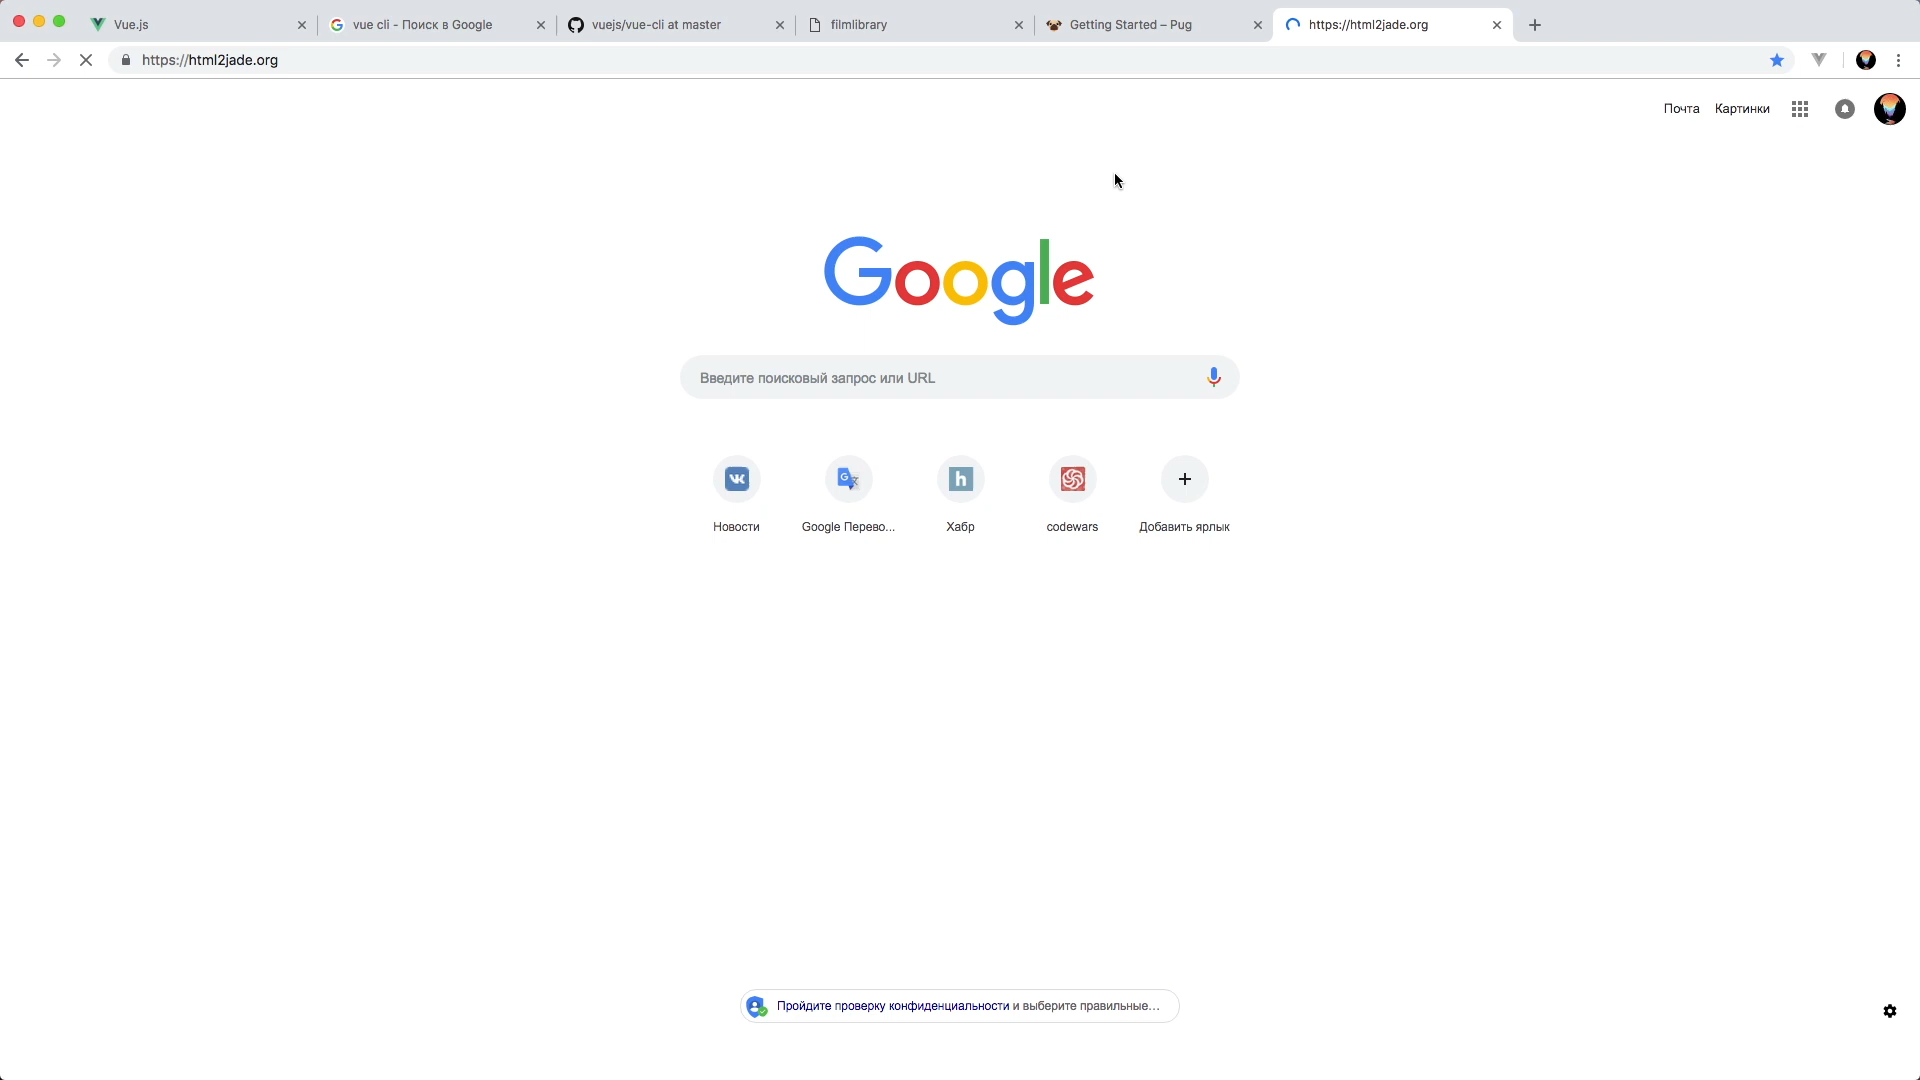 Vue.js
vue cli - Поиск в Google
vuejs/vue-cli at master
filmlibrary
Getting Started – Pug
https://html2jade.org
https://html2jade.org
Почта
Картинки
Google
Введите поисковый запрос или URL
Новости
Google Перево...
Хабр
codewars
Добавить ярлык
Пройдите проверку конфиденциальности и выберите правильные...